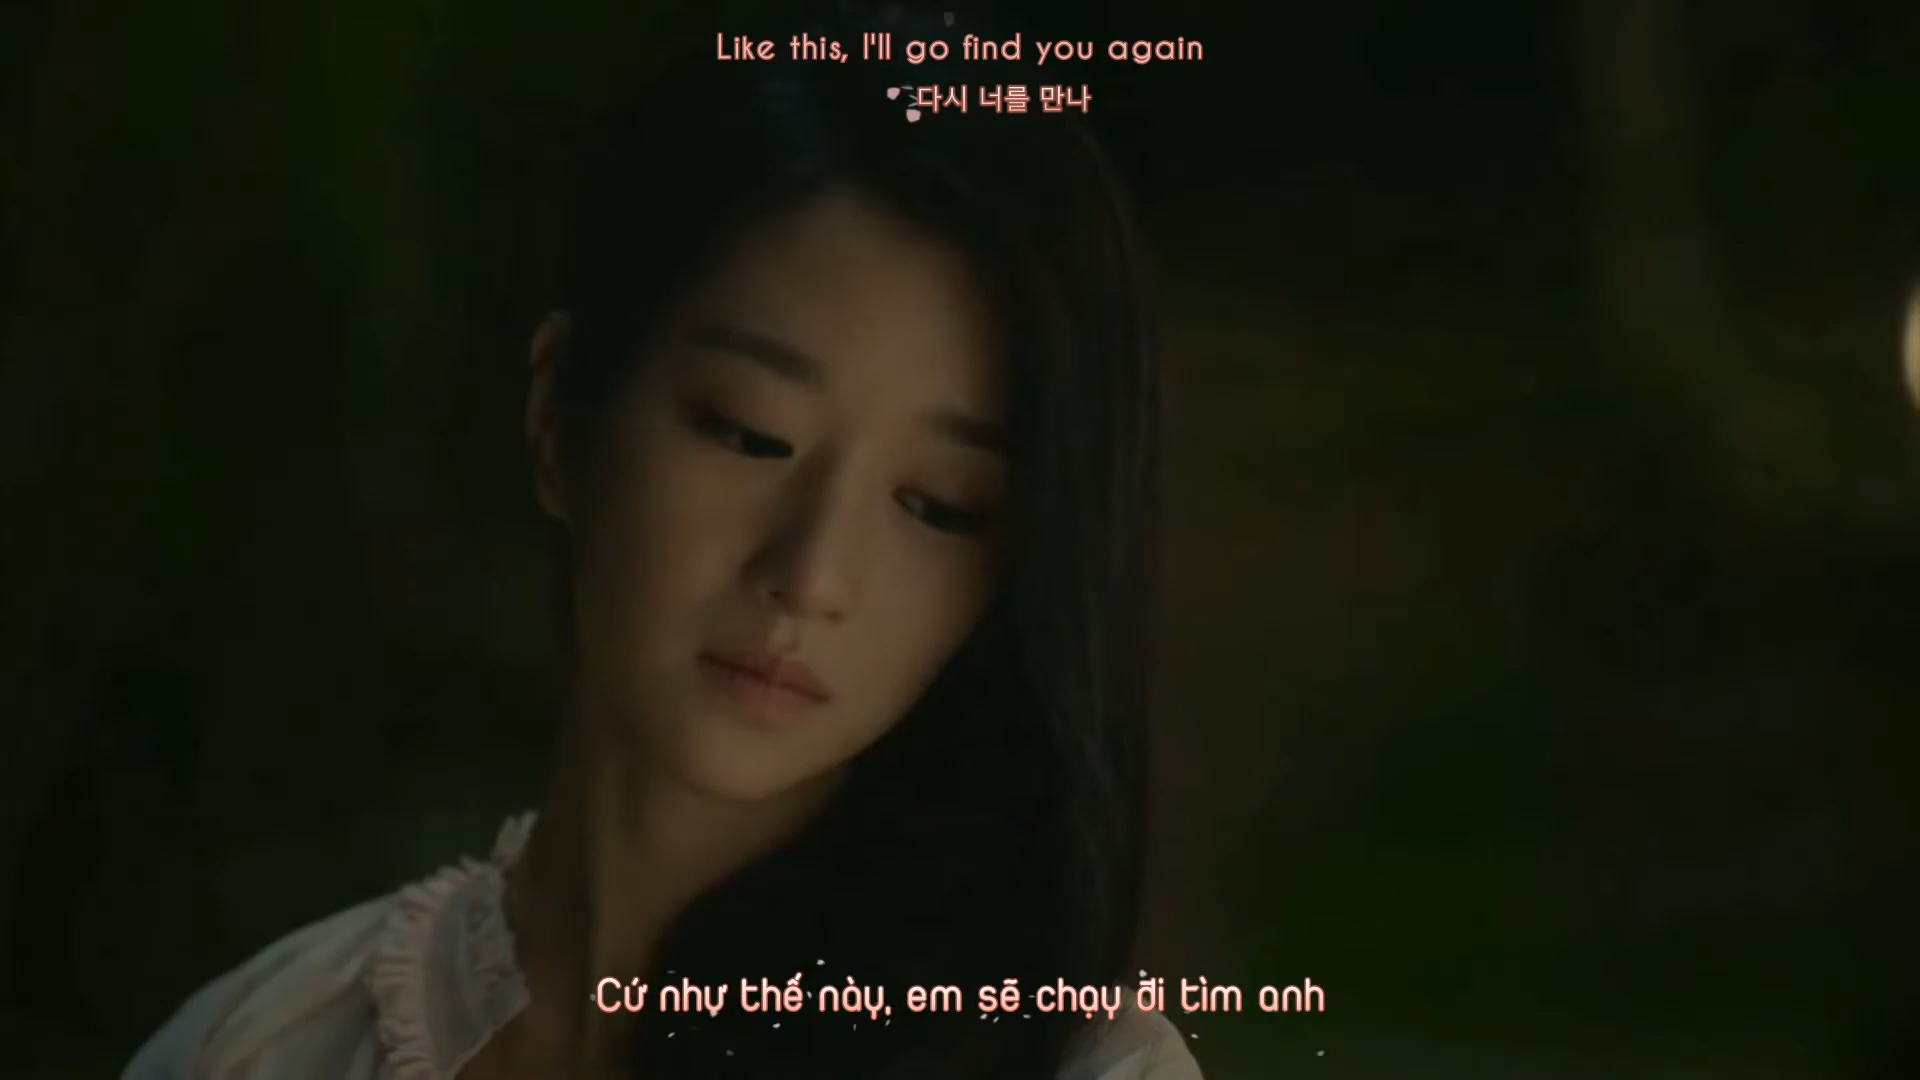 Like this, I'll go find you again
다시 너를 만나
Cứ như thế này, em sẽ chạy đi tìm anh